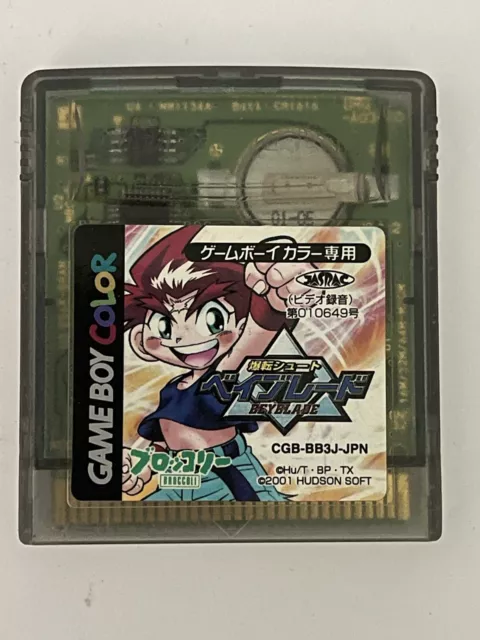 ゲームボーイカラー専用
JASRAC
(ビデオ録音)
第010649号
爆転シュート
ベイブレード
BEYBLADE
CGB-BB3J-JPN
©Hu/T・BP・TX
©2001 HUDSON SOFT
ブロッコリー
BROCCOLI
GAME BOY COLOR